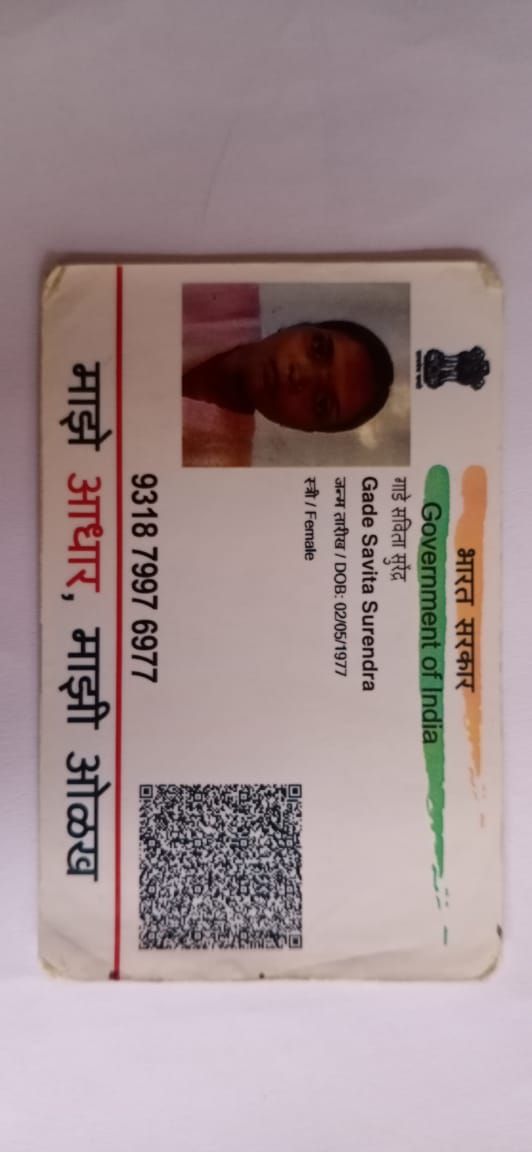 भारत सरकार
Government of India
गाडे सविता सुरेंद्र
Gade Savita Surendra
जन्म तारीख / DOB: 02/05/1977
स्त्री / Female
9318 7997 6977
माझे आधार, माझी ओळख